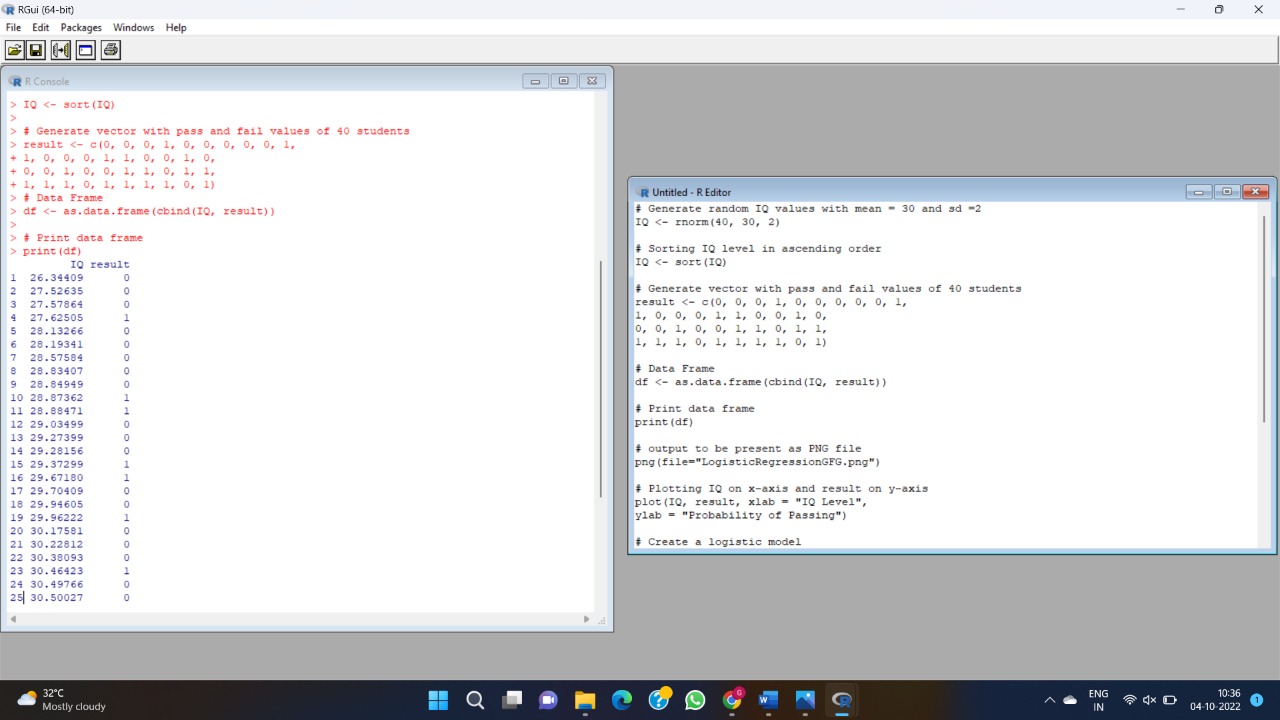 RGui (64-bit)
File Edit Packages Windows Help
R Console
> IQ <- sort(IQ)
>
> # Generate vector with pass and fail values of 40 students
> result <- c(0, 0, 0, 1, 0, 0, 0, 0, 0, 1,
+ 1, 0, 0, 0, 1, 1, 0, 0, 1, 0,
+ 0, 0, 1, 0, 0, 1, 1, 0, 1, 1,
+ 1, 1, 1, 0, 1, 1, 1, 1, 0, 1)
> # Data Frame
> df <- as.data.frame(cbind(IQ, result))
>
> # Print data frame
> print(df)
IQ result
1 26.34409 0
2 27.52635 0
3 27.57864 0
4 27.62505 1
5 28.13266 0
6 28.19341 0
7 28.57584 0
8 28.83407 0
9 28.84949 0
10 28.87362 1
11 28.88471 1
12 29.03499 0
13 29.27399 0
14 29.28156 0
15 29.37299 1
16 29.67180 1
17 29.70409 0
18 29.94605 0
19 29.96222 1
20 30.17581 0
21 30.22812 0
22 30.38093 0
23 30.46423 1
24 30.49766 0
25 30.50027 0
Untitled - R Editor
# Generate random IQ values with mean = 30 and sd =2
IQ <- rnorm(40, 30, 2)
# Sorting IQ level in ascending order
IQ <- sort(IQ)
# Generate vector with pass and fail values of 40 students
result <- c(0, 0, 0, 1, 0, 0, 0, 0, 0, 1,
1, 0, 0, 0, 1, 1, 0, 0, 1, 0,
0, 0, 1, 0, 0, 1, 1, 0, 1, 1,
1, 1, 1, 0, 1, 1, 1, 1, 0, 1)
# Data Frame
df <- as.data.frame(cbind(IQ, result))
# Print data frame
print(df)
# output to be present as PNG file
png(file="LogisticRegressionGFG.png")
# Plotting IQ on x-axis and result on y-axis
plot(IQ, result, xlab = "IQ Level",
ylab = "Probability of Passing")
# Create a logistic model
32°C
Mostly cloudy
ENG
IN
10:36
04-10-2022
1